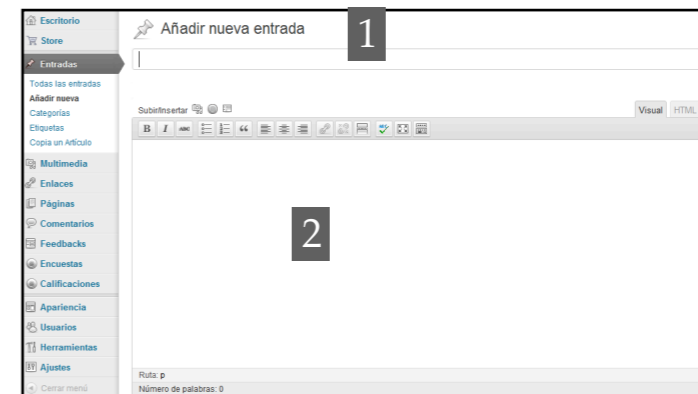 Escritorio
Store
Entradas
Todas las entradas
Añadir nueva
Categorías
Etiquetas
Copia un Artículo
Multimedia
Enlaces
Páginas
Comentarios
Feedbacks
Encuestas
Calificaciones
Apariencia
Usuarios
Herramientas
Ajustes
Cerrar menú
Añadir nueva entrada
1
Subir/Insertar
Visual HTML
B I ABC
2
Ruta: p
Número de palabras: 0